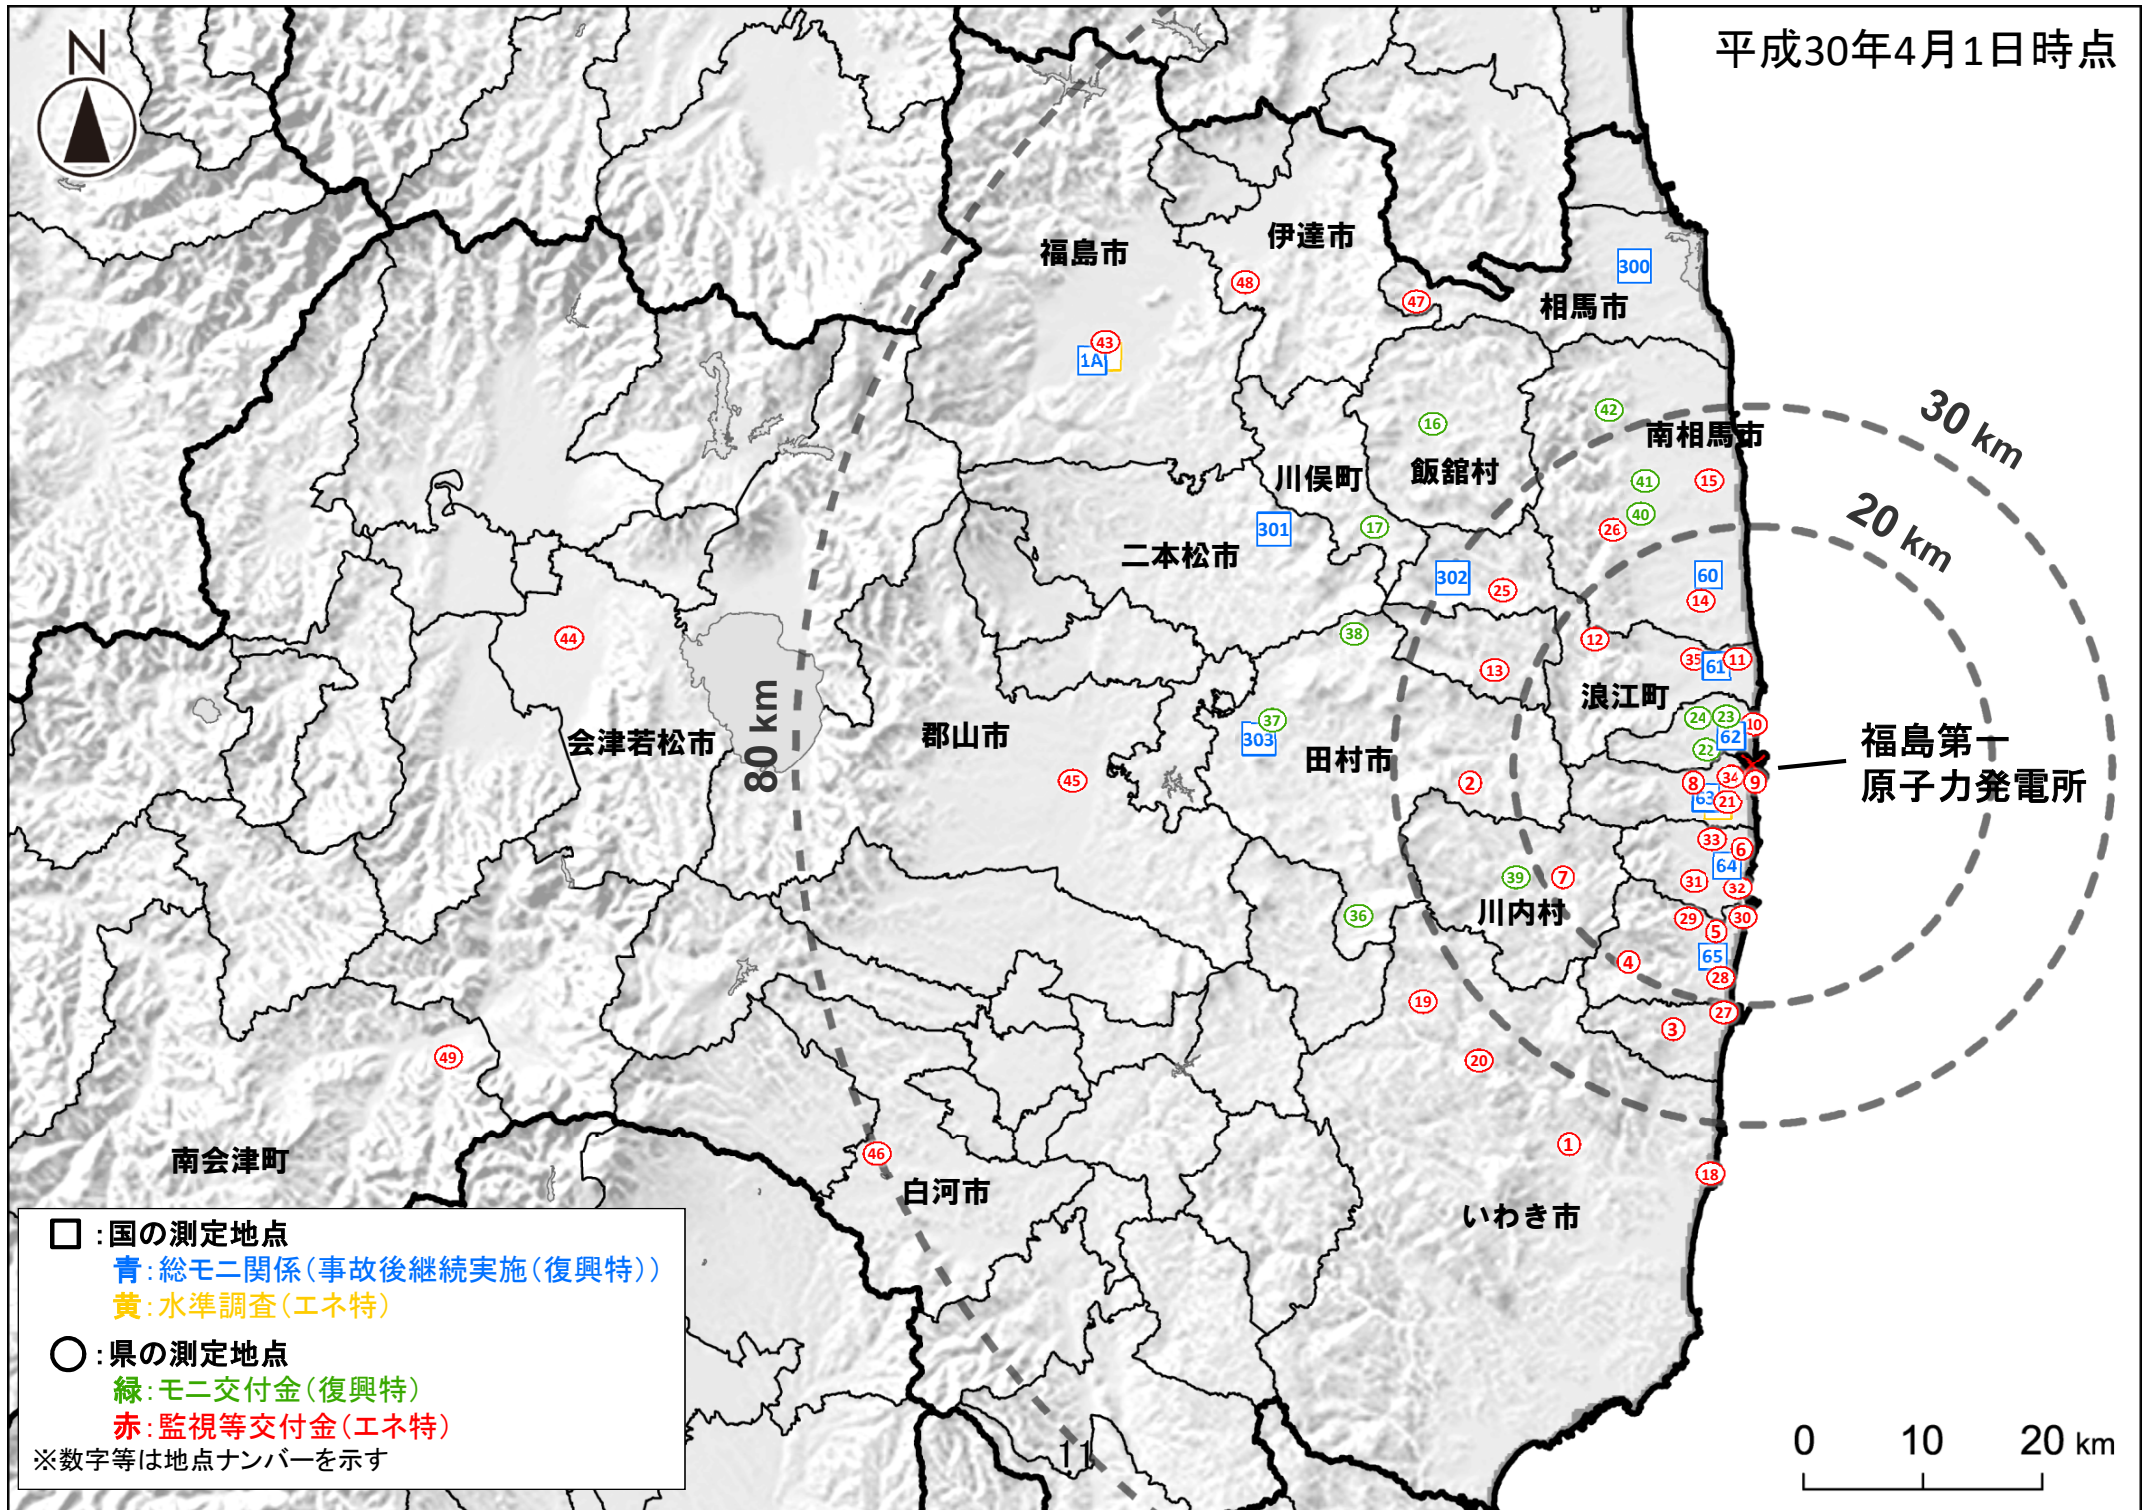 平成30年4月1日時点
N
福島市
伊達市
相馬市
300
48
47
43
1A
42
南相馬市
30 km
16
飯舘村
川俣町
41
15
40
26
20 km
17
301
二本松市
302
25
60
14
44
38
12
13
35
61
11
浪江町
80 km
会津若松市
郡山市
37
303
田村市
24
23
10
62
22
福島第一
原子力発電所
45
2
8
34
9
63
21
33
6
64
39
7
31
32
川内村
36
29
30
5
4
65
28
19
27
3
49
20
1
46
18
南会津町
白河市
いわき市
□:国の測定地点
青:総モニ関係(事故後継続実施(復興特))
黄:水準調査(エネ特)
○:県の測定地点
緑:モニ交付金(復興特)
赤:監視等交付金(エネ特)
※数字等は地点ナンバーを示す
11
0 10 20 km